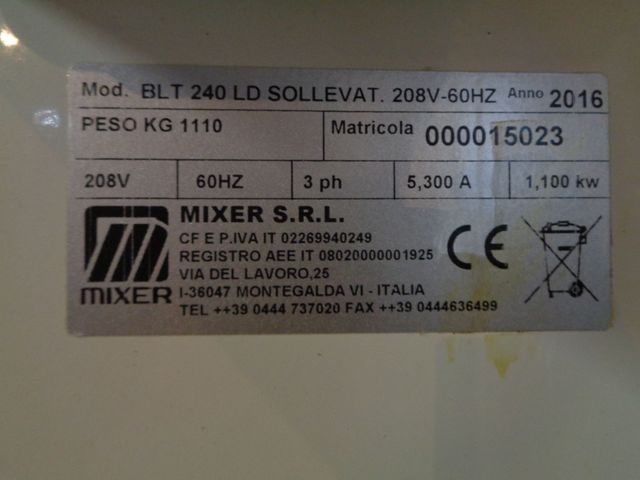 Mod. BLT 240 LD SOLLEVAT. 208V-60HZ Anno 2016
PESO KG 1110 Matricola 000015023
208V 60HZ 3 ph 5,300 A 1,100 kw
MIXER S.R.L.
CF E P.IVA IT 02269940249
REGISTRO AEE IT 08020000001925
VIA DEL LAVORO,25
I-36047 MONTEGALDA VI - ITALIA
TEL ++39 0444 737020 FAX ++39 0444636499
MIXER
CE